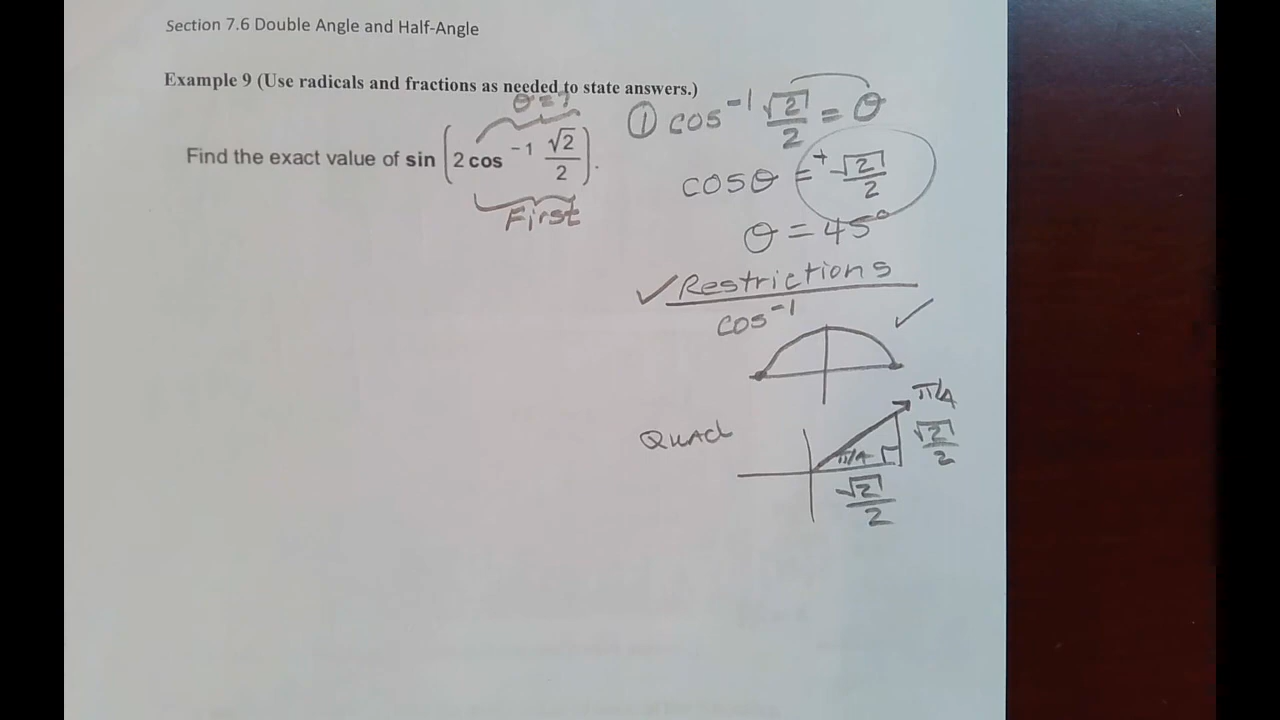 Section 7.6 Double Angle and Half-Angle
Example 9 (Use radicals and fractions as needed to state answers.)
θ = ?
Find the exact value of sin (2 cos⁻¹ √2/2).
First
① cos⁻¹ √2/2 = θ
cosθ = +√2/2
θ = 45°
✓ Restrictions
cos⁻¹ ✓
Quad
π/4
π/4
√2/2
√2/2